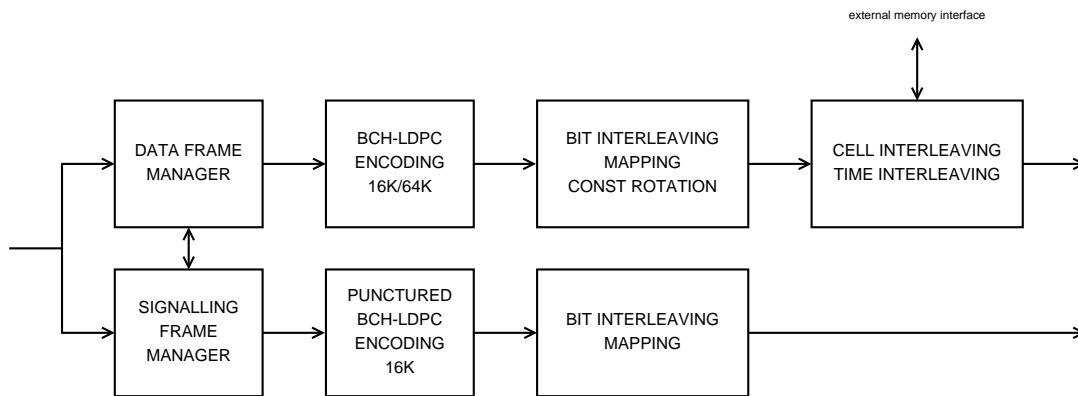 external memory interface
DATA FRAME
MANAGER
BCH-LDPC
ENCODING
16K/64K
BIT INTERLEAVING
MAPPING
CONST ROTATION
CELL INTERLEAVING
TIME INTERLEAVING
SIGNALLING
FRAME
MANAGER
PUNCTURED
BCH-LDPC
ENCODING
16K
BIT INTERLEAVING
MAPPING